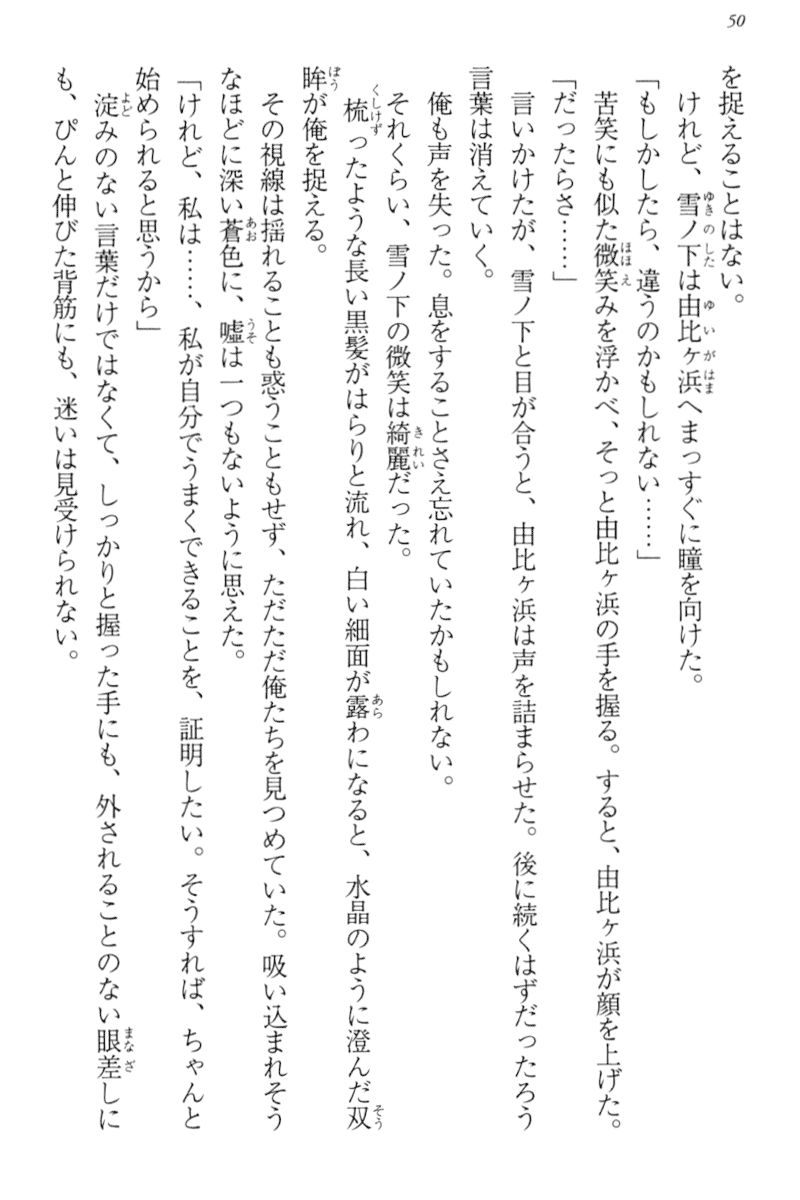 50
を捉えることはない。
けれど、雪ノ下は由比ヶ浜へまっすぐに瞳を向けた。
「もしかしたら、違うのかもしれない……」
苦笑にも似た微笑みを浮かべ、そっと由比ヶ浜の手を握る。すると、由比ヶ浜が顔を上げた。
「だったらさ……」
言いかけたが、雪ノ下と目が合うと、由比ヶ浜は声を詰まらせた。後に続くはずだったろう
言葉は消えていく。
俺も声を失った。息をすることさえ忘れていたかもしれない。
それくらい、雪ノ下の微笑は綺麗だった。
梳ったような長い黒髪がはらりと流れ、白い細面が露わになると、水晶のように澄んだ双
眸が俺を捉える。
その視線は揺れることも惑うこともせず、ただただ俺たちを見つめていた。吸い込まれそう
なほどに深い蒼色に、嘘は一つもないように思えた。
「けれど、私は……、私が自分でうまくできることを、証明したい。そうすれば、ちゃんと
始められると思うから」
淀みのない言葉だけではなくて、しっかりと握った手にも、外されることのない眼差しに
も、ぴんと伸びた背筋にも、迷いは見受けられない。